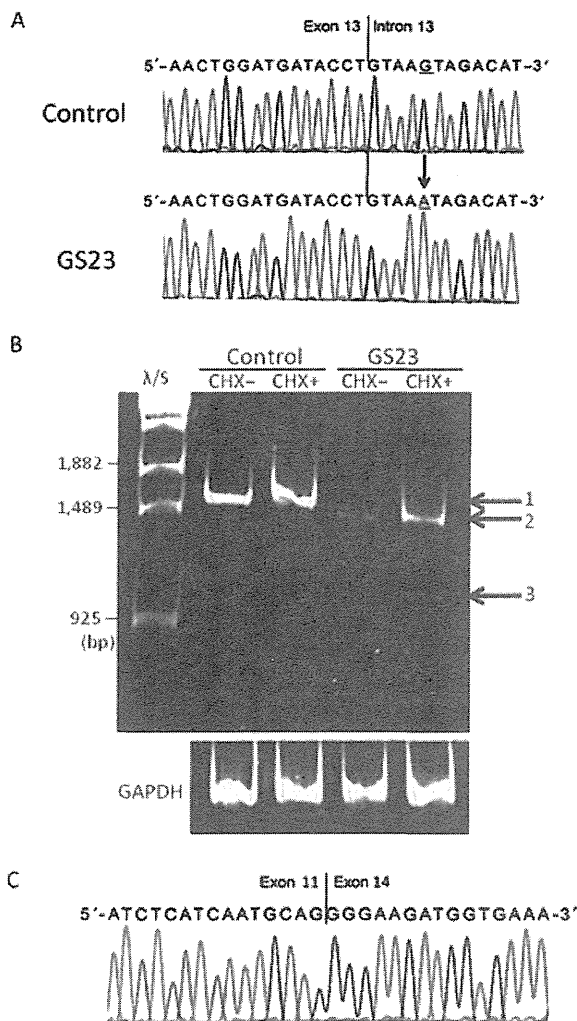 A
Exon 13 Intron 13
5′-AACTGGATGATACCTGTAAGTAGACAT-3′
Control
5′-AACTGGATGATACCTGTAAATAGACAT-3′
GS23
B
Control GS23
λ/S CHX− CHX+ CHX− CHX+
1,882
1,489
1
2
3
925
(bp)
GAPDH
C
Exon 11 Exon 14
5′-ATCTCATCAATGCAGGGGAAGATGGTGAAA-3′